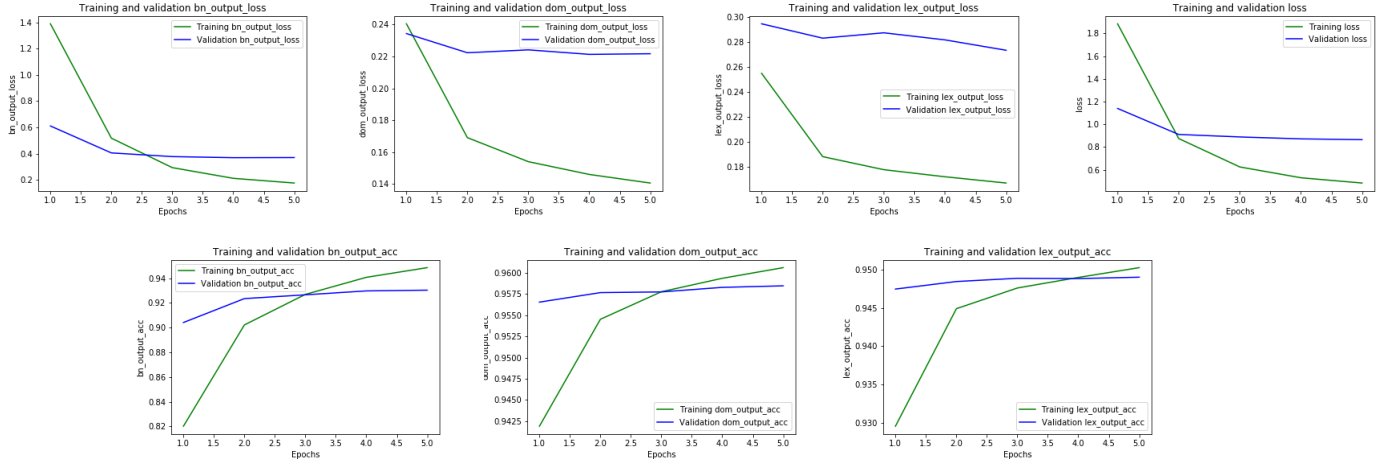 Training and validation bn_output_loss
1.4
1.2
1.0
0.8
0.6
0.4
0.2
bn_output_loss
Training bn_output_loss
Validation bn_output_loss
1.0 1.5 2.0 2.5 3.0 3.5 4.0 4.5 5.0
Epochs
Training and validation dom_output_loss
0.24
0.22
0.20
0.18
0.16
0.14
dom_output_loss
Training dom_output_loss
Validation dom_output_loss
1.0 1.5 2.0 2.5 3.0 3.5 4.0 4.5 5.0
Epochs
Training and validation lex_output_loss
0.30
0.28
0.26
0.24
0.22
0.20
0.18
lex_output_loss
Training lex_output_loss
Validation lex_output_loss
1.0 1.5 2.0 2.5 3.0 3.5 4.0 4.5 5.0
Epochs
Training and validation loss
1.8
1.6
1.4
1.2
1.0
0.8
0.6
loss
Training loss
Validation loss
1.0 1.5 2.0 2.5 3.0 3.5 4.0 4.5 5.0
Epochs
Training and validation bn_output_acc
0.94
0.92
0.90
0.88
0.86
0.84
0.82
bn_output_acc
Training bn_output_acc
Validation bn_output_acc
1.0 1.5 2.0 2.5 3.0 3.5 4.0 4.5 5.0
Epochs
Training and validation dom_output_acc
0.9600
0.9575
0.9550
0.9525
0.9500
0.9475
0.9450
0.9425
dom_output_acc
Training dom_output_acc
Validation dom_output_acc
1.0 1.5 2.0 2.5 3.0 3.5 4.0 4.5 5.0
Epochs
Training and validation lex_output_acc
0.950
0.945
0.940
0.935
0.930
lex_output_acc
Training lex_output_acc
Validation lex_output_acc
1.0 1.5 2.0 2.5 3.0 3.5 4.0 4.5 5.0
Epochs